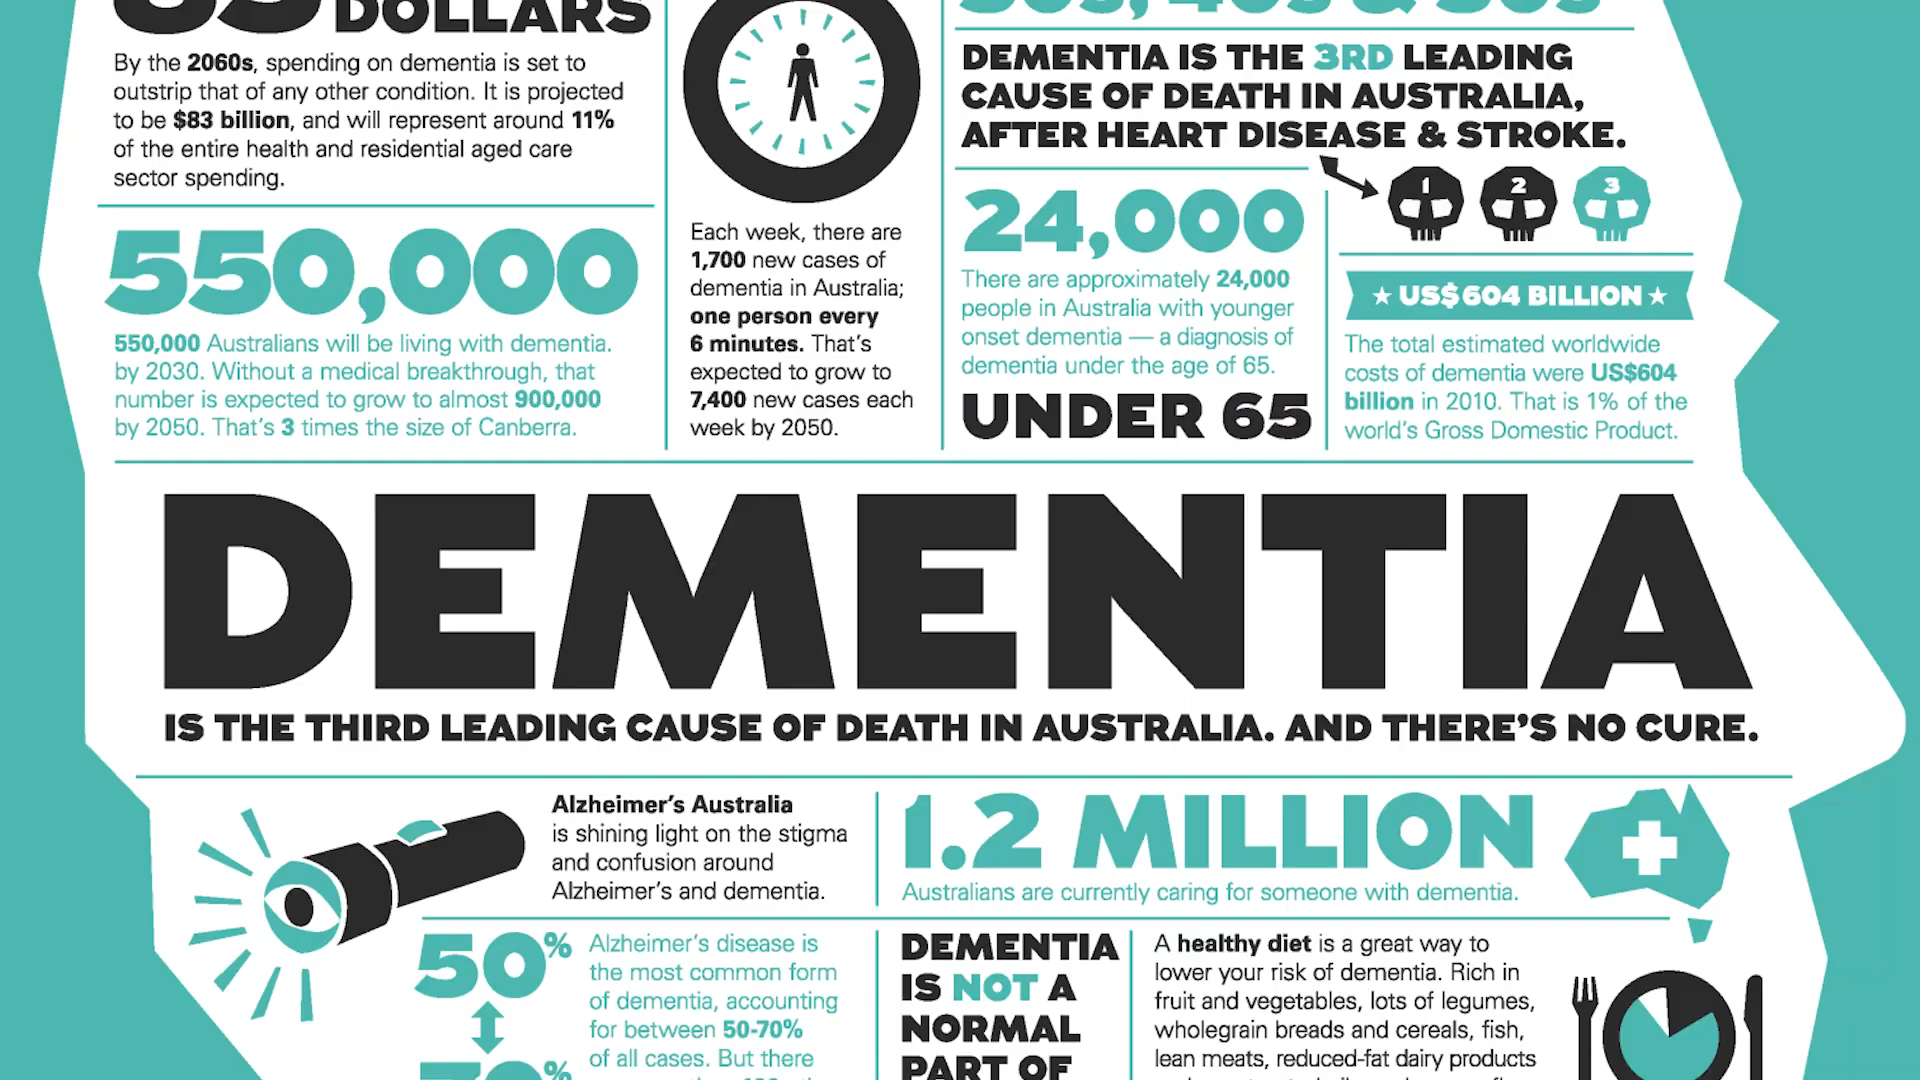 DOLLARS
By the 2060s, spending on dementia is set to
outstrip that of any other condition. It is projected
to be $83 billion, and will represent around 11%
of the entire health and residential aged care
sector spending.
550,000
550,000 Australians will be living with dementia.
by 2030. Without a medical breakthrough, that
number is expected to grow to almost 900,000
by 2050. That's 3 times the size of Canberra.
Each week, there are
1,700 new cases of
dementia in Australia;
one person every
6 minutes. That's
expected to grow to
7,400 new cases each
week by 2050.
DEMENTIA IS THE 3RD LEADING
CAUSE OF DEATH IN AUSTRALIA,
AFTER HEART DISEASE & STROKE.
1 2 3
24,000
There are approximately 24,000
people in Australia with younger
onset dementia — a diagnosis of
dementia under the age of 65.
UNDER 65
US$604 BILLION
The total estimated worldwide
costs of dementia were US$604
billion in 2010. That is 1% of the
world's Gross Domestic Product.
DEMENTIA
IS THE THIRD LEADING CAUSE OF DEATH IN AUSTRALIA. AND THERE'S NO CURE.
Alzheimer's Australia
is shining light on the stigma
and confusion around
Alzheimer's and dementia.
1.2 MILLION
Australians are currently caring for someone with dementia.
50%
Alzheimer's disease is
the most common form
of dementia, accounting
for between 50-70%
of all cases. But there
DEMENTIA
IS NOT A
NORMAL
PART OF
A healthy diet is a great way to
lower your risk of dementia. Rich in
fruit and vegetables, lots of legumes,
wholegrain breads and cereals, fish,
lean meats, reduced-fat dairy products